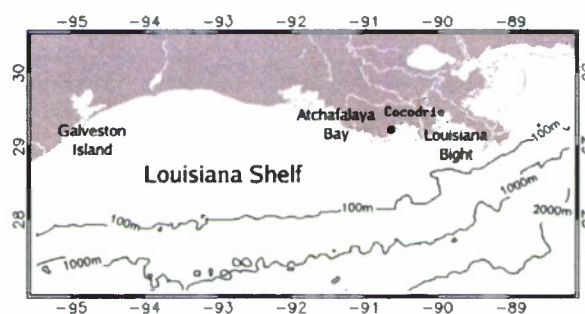 -95 -94 -93 -92 -91 -90 -89
30
29
28
Galveston
Island
Atchafalaya
Bay
Cocodrie
Louisiana
Bight
Louisiana Shelf
100m
100m
100m
1000m
1000m
2000m
-95 -94 -93 -92 -91 -90 -89